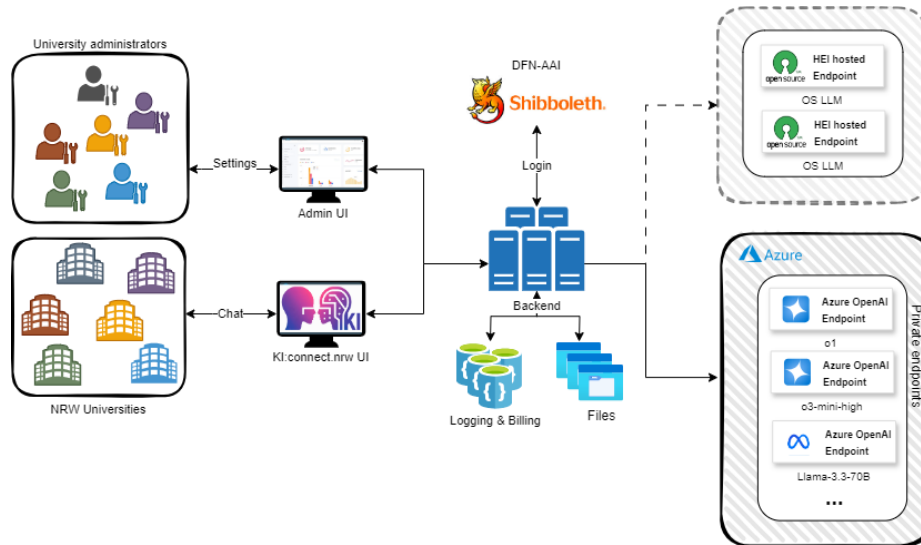 University administrators
DFN-AAI
Shibboleth.
Login
Settings
Admin UI
Chat
KI
KI:connect.nrw UI
NRW Universities
Backend
Logging & Billing
Files
open source
HEI hosted
Endpoint
OS LLM
open source
HEI hosted
Endpoint
OS LLM
Azure
Private endpoints
Azure OpenAI
Endpoint
o1
Azure OpenAI
Endpoint
o3-mini-high
Azure OpenAI
Endpoint
Llama-3.3-70B
...